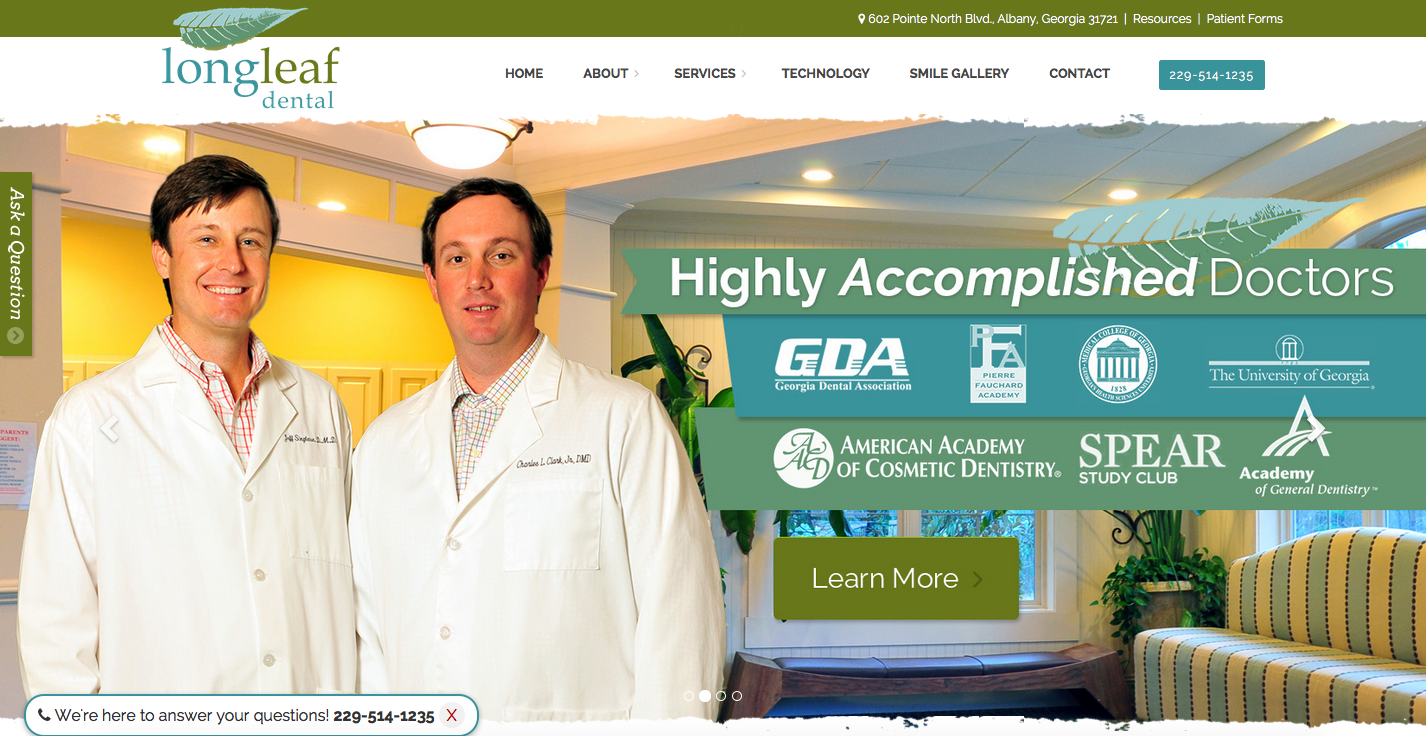 602 Pointe North Blvd., Albany, Georgia 31721 | Resources | Patient Forms
longleaf
dental
HOME
ABOUT
SERVICES
TECHNOLOGY
SMILE GALLERY
CONTACT
229-514-1235
Ask a Question
Highly Accomplished Doctors
GDA
Georgia Dental Association
PFA
PIERRE
FAUCHARD
ACADEMY
MEDICAL COLLEGE OF GEORGIA
1828
The University of Georgia
AACD
AMERICAN ACADEMY
OF COSMETIC DENTISTRY®
SPEAR
STUDY CLUB
Academy
of General Dentistry™
Charles L. Clark, Jr., DMD
PARENTS
Learn More
We're here to answer your questions! 229-514-1235 X